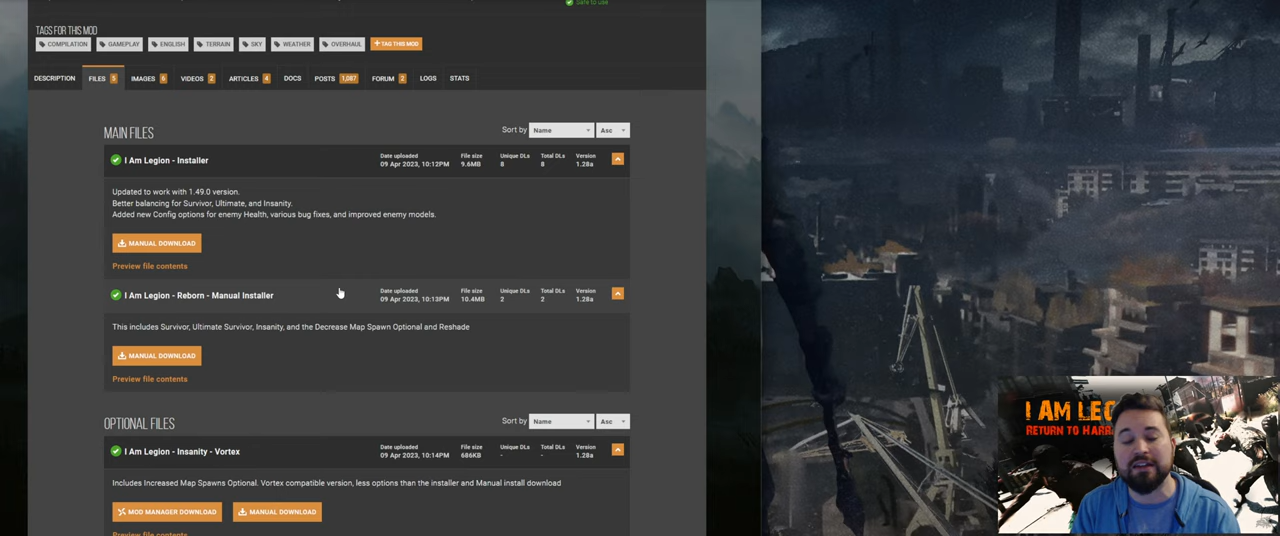 Safe to use
TAGS FOR THIS MOD
COMPILATION GAMEPLAY ENGLISH TERRAIN SKY WEATHER OVERHAUL + TAG THIS MOD
DESCRIPTION FILES 5 IMAGES 6 VIDEOS 2 ARTICLES 4 DOCS POSTS 1,087 FORUM 2 LOGS STATS
MAIN FILES
Sort by Name Asc
I Am Legion - Installer
Date uploaded File size Unique DLs Total DLs Version
09 Apr 2023, 10:12PM 9.6MB 8 8 1.28a
Updated to work with 1.49.0 version.
Better balancing for Survivor, Ultimate, and Insanity.
Added new Config options for enemy Health, various bug fixes, and improved enemy models.
MANUAL DOWNLOAD
Preview file contents
I Am Legion - Reborn - Manual Installer
Date uploaded File size Unique DLs Total DLs Version
09 Apr 2023, 10:13PM 10.4MB 2 2 1.28a
This includes Survivor, Ultimate Survivor, Insanity, and the Decrease Map Spawn Optional and Reshade
MANUAL DOWNLOAD
Preview file contents
OPTIONAL FILES
Sort by Name Asc
I Am Legion - Insanity - Vortex
Date uploaded File size Unique DLs Total DLs Version
09 Apr 2023, 10:14PM 686KB - - 1.28a
Includes Increased Map Spawns Optional. Vortex compatible version, less options than the installer and Manual install download
MOD MANAGER DOWNLOAD MANUAL DOWNLOAD
Preview file contents
I AM LEG
RETURN TO HARR